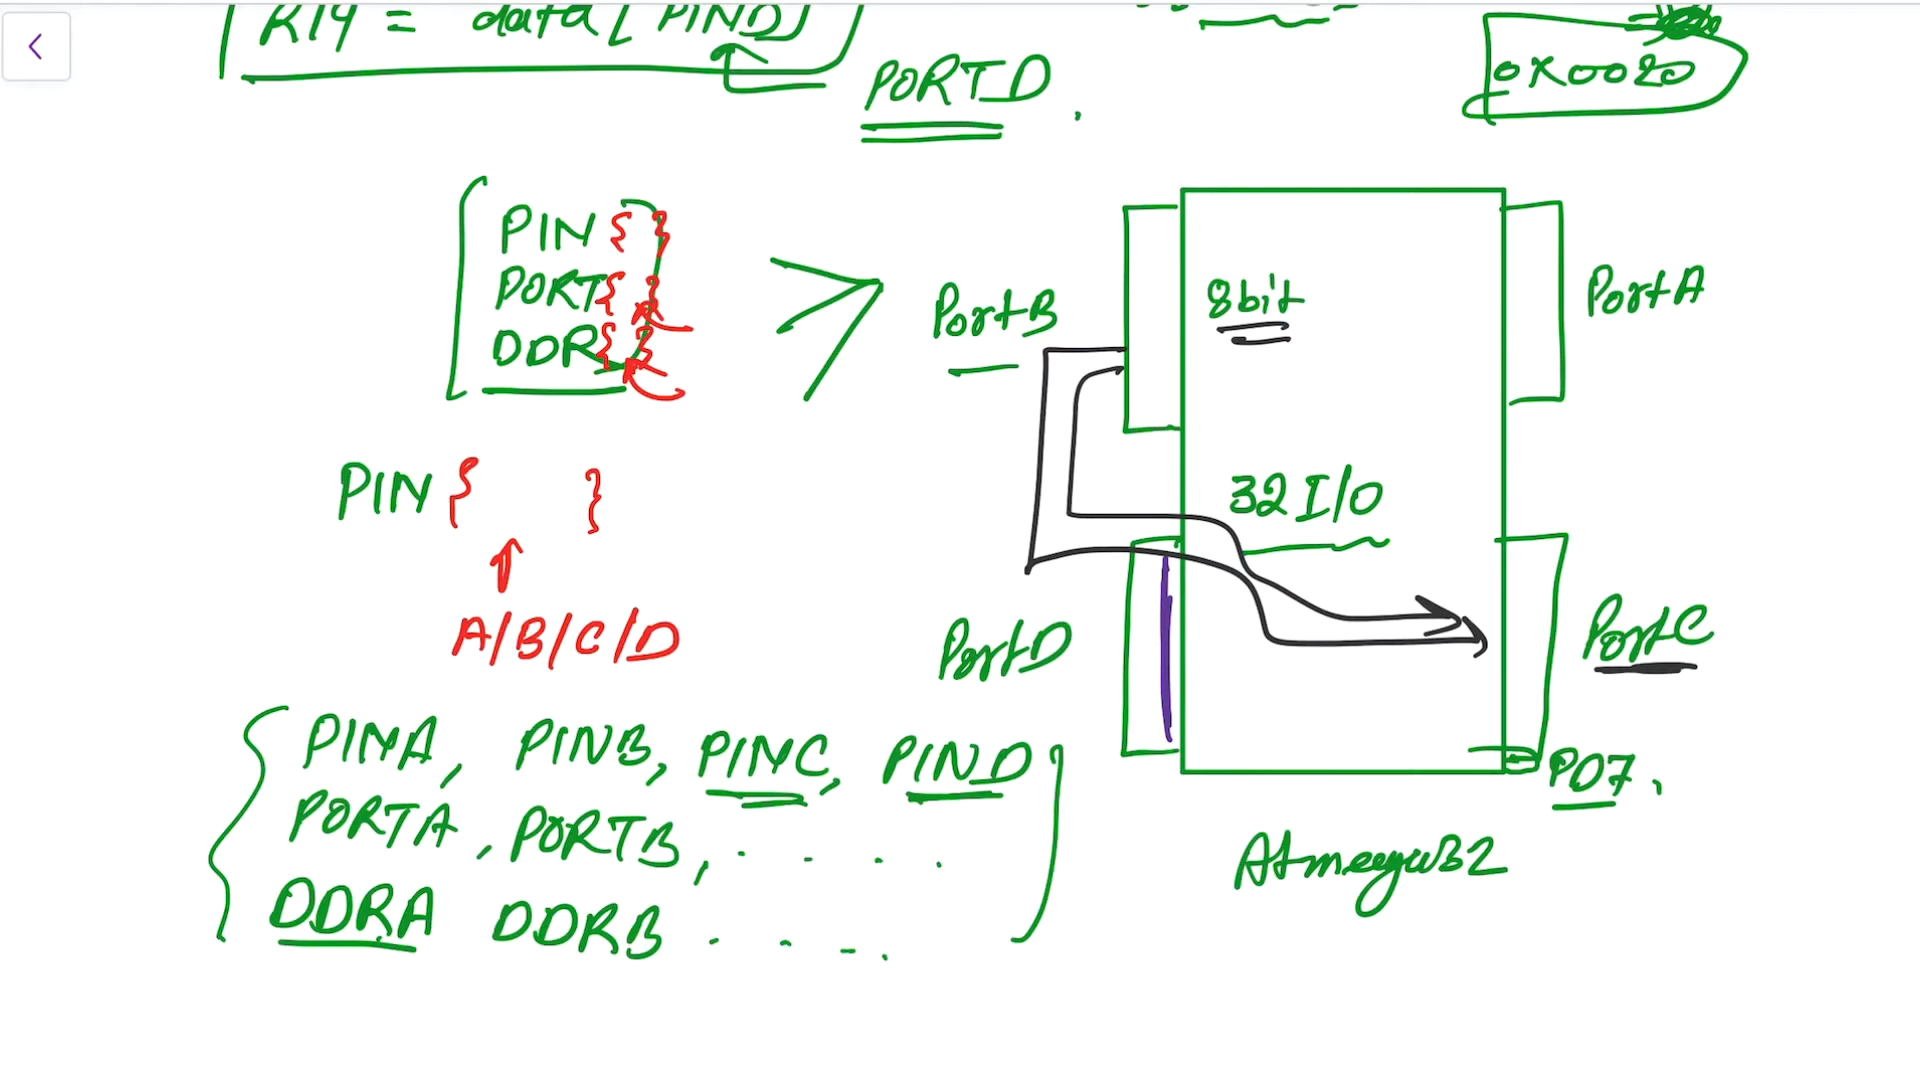 R14 = data[PIND]
PORTD.
0x0020
PIN{ }
PORT{ }
DDR{ }
PortB
8bit
PortA
PIN{ }
32 I/O
A/B/C/D
PortD
PortC
PINA, PINB, PINC, PIND
PD7,
PORTA, PORTB, . . . .
Atmega32
DDRA DDRB . . . .